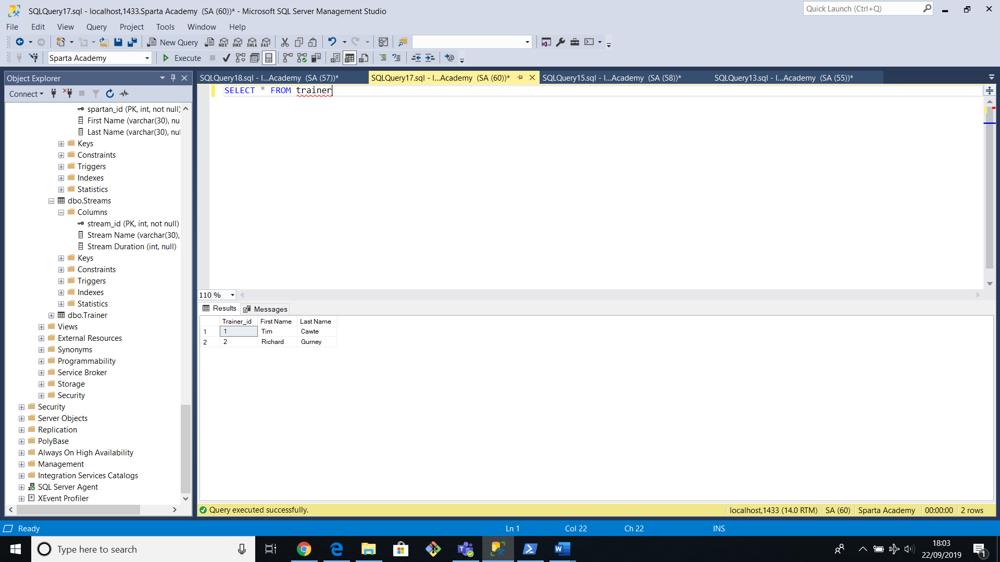 SQLQuery17.sql - localhost,1433.Sparta Academy (SA (60))* - Microsoft SQL Server Management Studio
Quick Launch (Ctrl+Q)
File Edit View Query Project Tools Window Help
New Query MDX DMX XMLA DAX
Sparta Academy Execute
Object Explorer
Connect
SQLQuery18.sql - l...Academy (SA (57))*
SQLQuery17.sql - l...Academy (SA (60))*
SQLQuery15.sql - l...Academy (SA (58))*
SQLQuery13.sql - l...Academy (SA (55))*
SELECT * FROM trainer
spartan_id (PK, int, not null)
First Name (varchar(30), nu
Last Name (varchar(30), nul
Keys
Constraints
Triggers
Indexes
Statistics
dbo.Streams
Columns
stream_id (PK, int, not null)
Stream Name (varchar(30),
Stream Duration (int, null)
Keys
Constraints
Triggers
Indexes
Statistics
dbo.Trainer
Views
External Resources
Synonyms
Programmability
Service Broker
Storage
Security
Security
Server Objects
Replication
PolyBase
Always On High Availability
Management
Integration Services Catalogs
SQL Server Agent
XEvent Profiler
110 %
Results Messages
Trainer_id First Name Last Name
1 1 Tim Cawte
2 2 Richard Gurney
Query executed successfully.
localhost,1433 (14.0 RTM) SA (60) Sparta Academy 00:00:00 2 rows
Ready Ln 1 Col 22 Ch 22 INS
Type here to search
18:03
22/09/2019
1